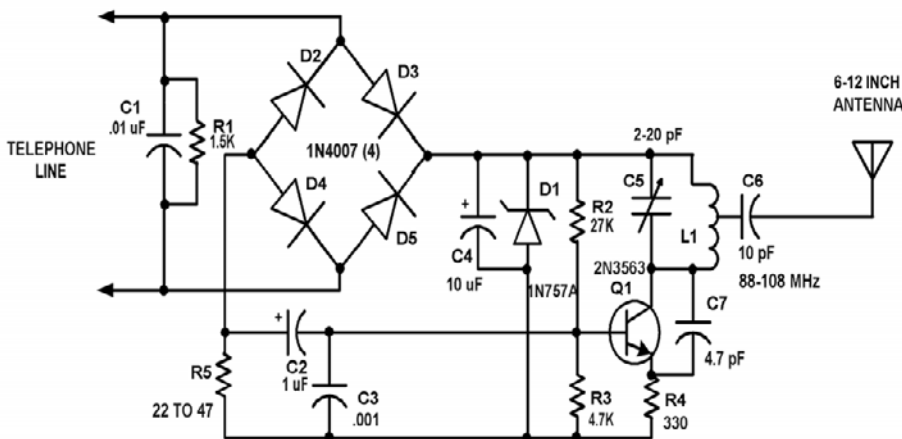 D2
D3
6-12 INCH
ANTENNA
C1
.01 uF
R1
1.5K
1N4007 (4)
2-20 pF
TELEPHONE
LINE
D4
D5
+
C4
10 uF
D1
1N757A
R2
27K
C5
L1
C6
10 pF
88-108 MHz
2N3563
Q1
C7
4.7 pF
+
C2
1 uF
R5
22 TO 47
C3
.001
R3
4.7K
R4
330